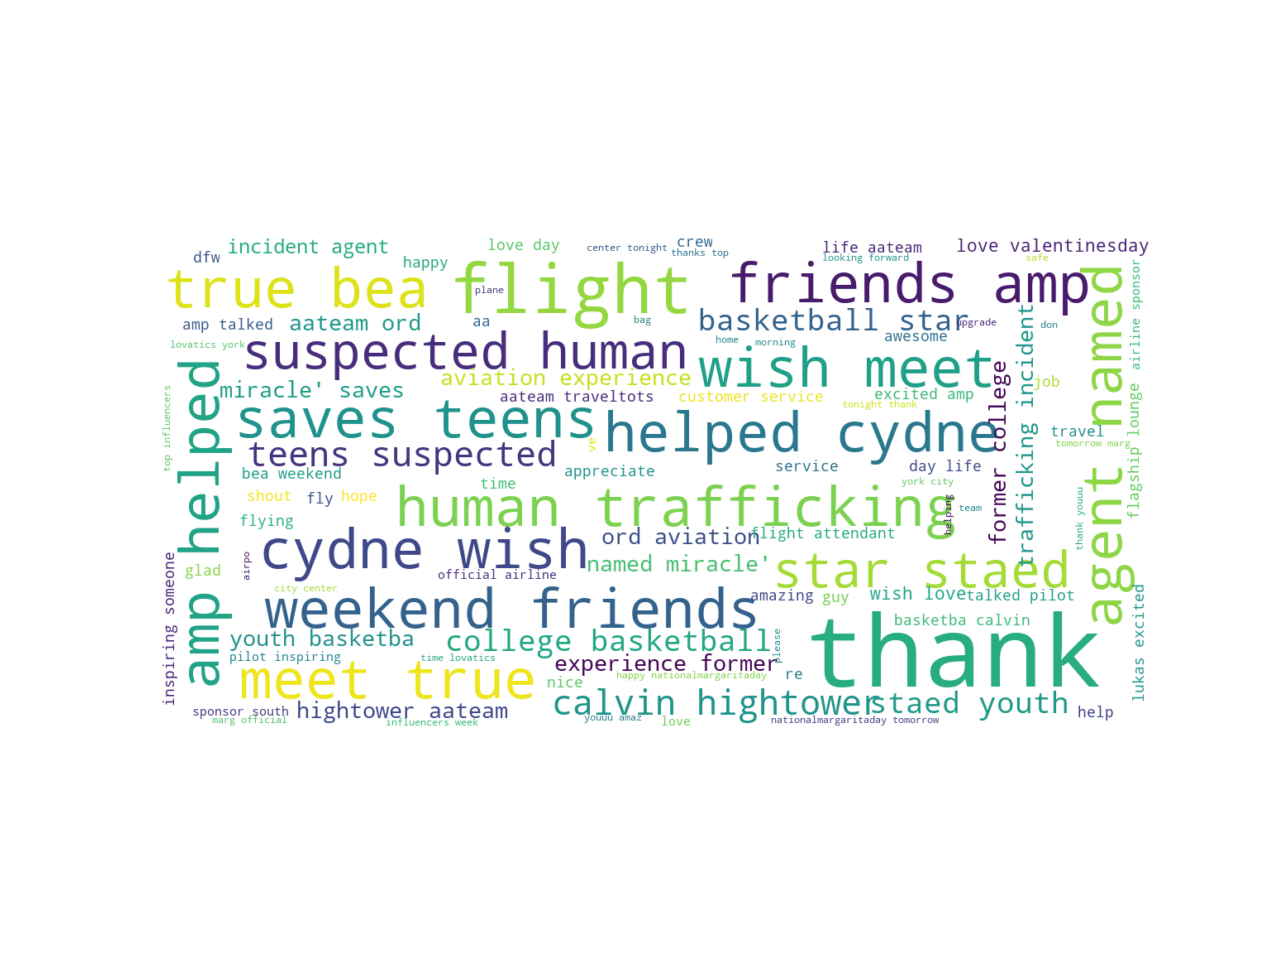 incident agent
love day
center tonight
crew
thanks top
life aateam
love valentinesday
dfw
happy
looking forward
safe
true bea
flight
plane
friends amp
amp talked
aateam ord
aa
bag
basketball star
upgrade
don
lovatics york
suspected human
home
morning
awesome
wish meet
miracle' saves
aviation experience
aateam traveltots
customer service
excited amp
job
saves teens
tonight thank
helped cydne
teens suspected
ve
travel
tomorrow marg
bea weekend
appreciate
service
day life
shout
fly
hope
time
york city
human trafficking
team
flying
cydne wish
ord aviation
flight attendant
named miracle'
star staed
glad
official airline
city center
weekend friends
amazing
guy
wish love
talked pilot
youth basketba
college basketball
basketba calvin
thank
pilot inspiring
time lovatics
experience former
happy nationalmargaritaday
re
meet true
nice
calvin hightower
staed youth
sponsor south
hightower aateam
marg official
influencers week
youuu amaz
love
nationalmargaritaday tomorrow
help
top influencers
amp helped
inspiring someone
airpo
please
helping
former college
trafficking incident
thank youuu
agent named
flagship lounge
airline sponsor
lukas excited